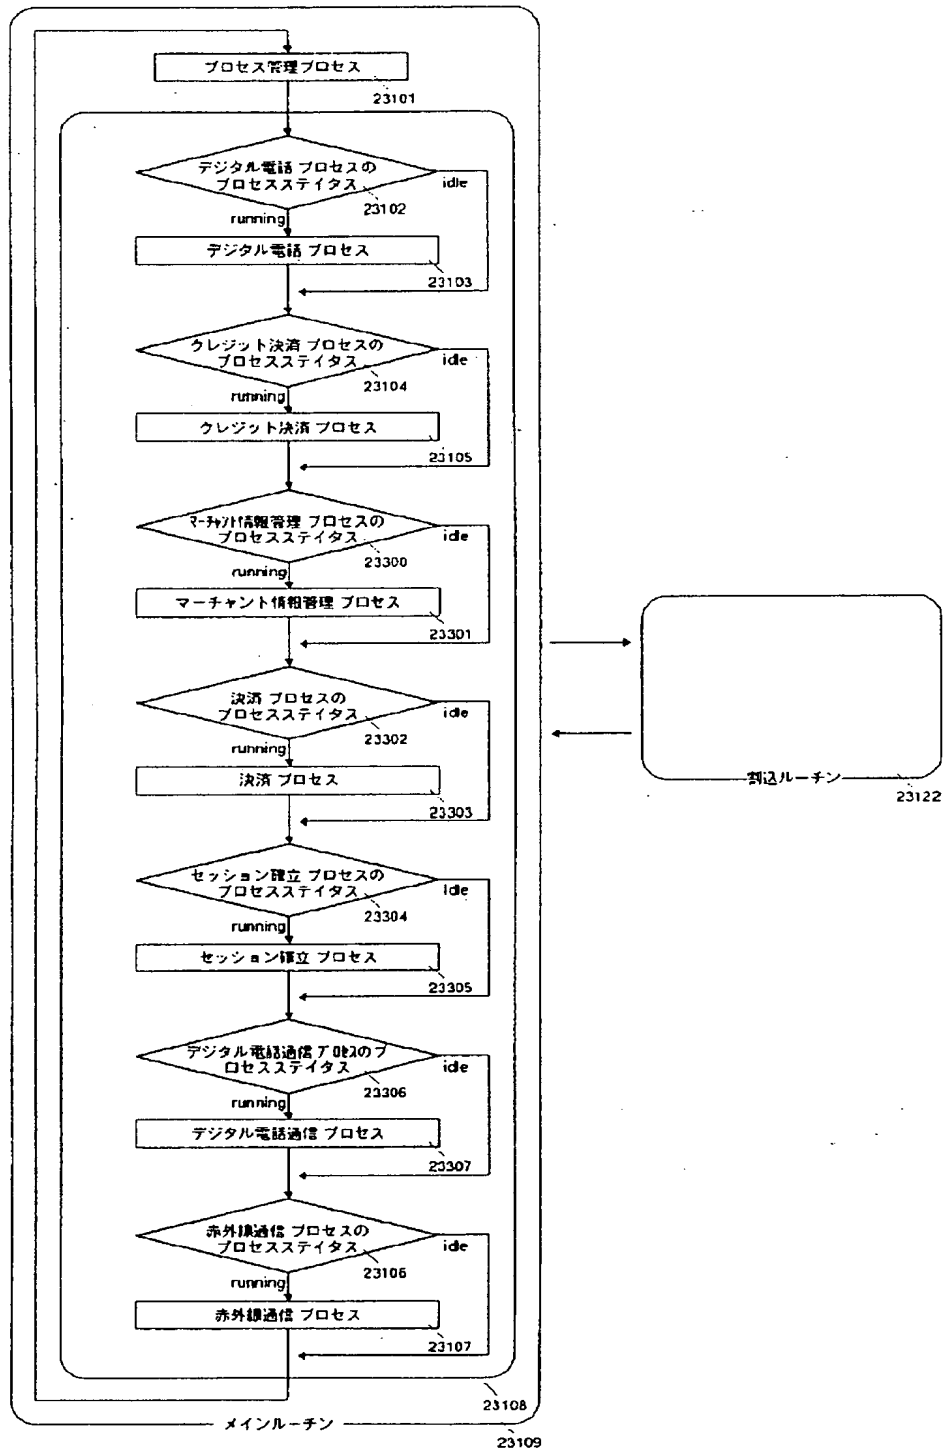 プロセス管理プロセス
23101
デジタル電話 プロセスの
プロセスステイタス
idle
23102
running
デジタル電話 プロセス
23103
クレジット決済 プロセスの
プロセスステイタス
idle
23104
running
クレジット決済 プロセス
23105
マーチャント情報管理 プロセスの
プロセスステイタス
idle
23300
running
マーチャント情報管理 プロセス
23301
決済 プロセスの
プロセスステイタス
idle
23302
running
決済 プロセス
23303
割込ルーチン
23122
セッション確立 プロセスの
プロセスステイタス
idle
23304
running
セッション確立 プロセス
23305
デジタル電話通信プロセスのプ
ロセスステイタス
idle
23306
running
デジタル電話通信 プロセス
23307
赤外線通信 プロセスの
プロセスステイタス
idle
23106
running
赤外線通信 プロセス
23107
23108
メインルーチン
23109